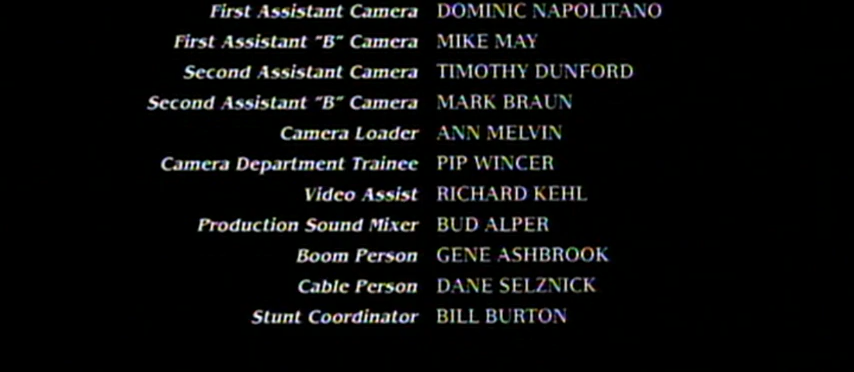 First Assistant Camera DOMINIC NAPOLITANO
First Assistant "B" Camera MIKE MAY
Second Assistant Camera TIMOTHY DUNFORD
Second Assistant "B" Camera MARK BRAUN
Camera Loader ANN MELVIN
Camera Department Trainee PIP WINCER
Video Assist RICHARD KEHL
Production Sound Mixer BUD ALPER
Boom Person GENE ASHBROOK
Cable Person DANE SELZNICK
Stunt Coordinator BILL BURTON